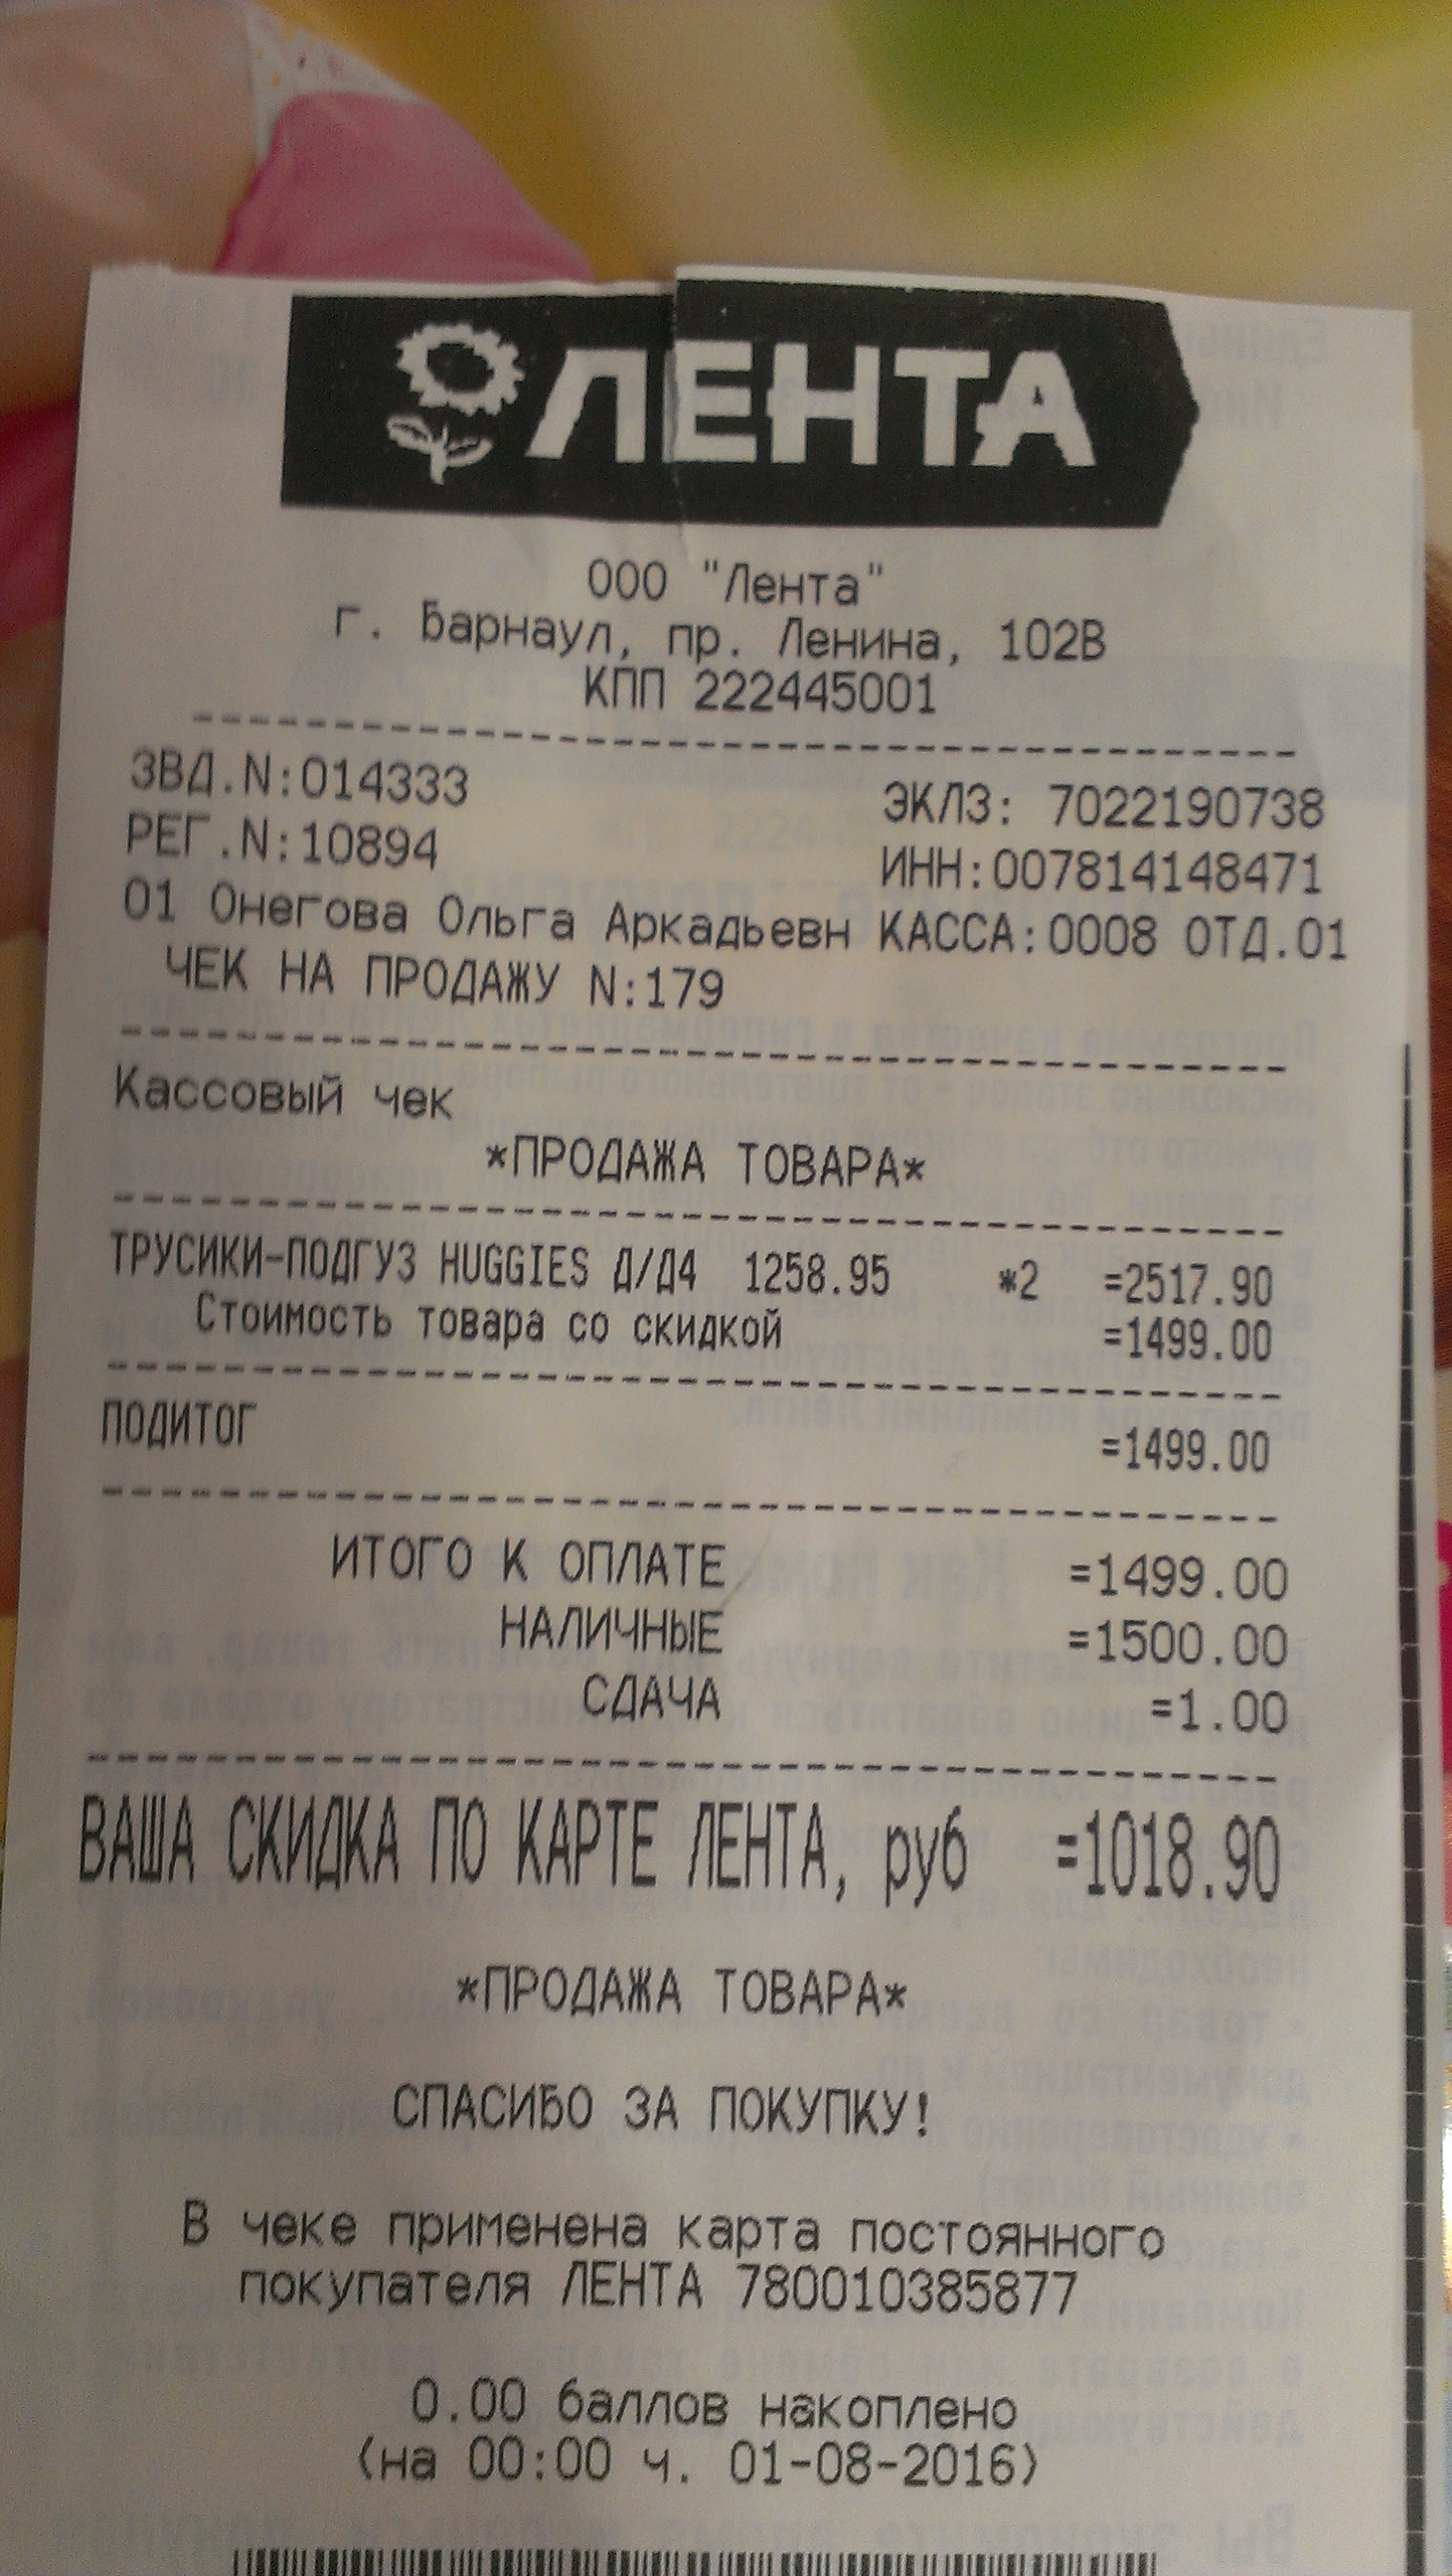 ЛЕНТА
ООО "Лента"
г. Барнаул, пр. Ленина, 102В
КПП 222445001
ЗВД.N:014333 ЭКЛЗ: 7022190738
РЕГ.N:10894 ИНН:007814148471
01 Онегова Ольга Аркадьевн КАССА:0008 ОТД.01
ЧЕК НА ПРОДАЖУ N:179
Кассовый чек
*ПРОДАЖА ТОВАРА*
ТРУСИКИ-ПОДГУЗ HUGGIES Д/Д4 1258.95 *2 =2517.90
Стоимость товара со скидкой =1499.00
ПОДИТОГ =1499.00
ИТОГО К ОПЛАТЕ =1499.00
НАЛИЧНЫЕ =1500.00
СДАЧА =1.00
ВАША СКИДКА ПО КАРТЕ ЛЕНТА, руб =1018.90
*ПРОДАЖА ТОВАРА*
СПАСИБО ЗА ПОКУПКУ!
В чеке применена карта постоянного
покупателя ЛЕНТА 780010385877
0.00 баллов накоплено
(на 00:00 ч. 01-08-2016)